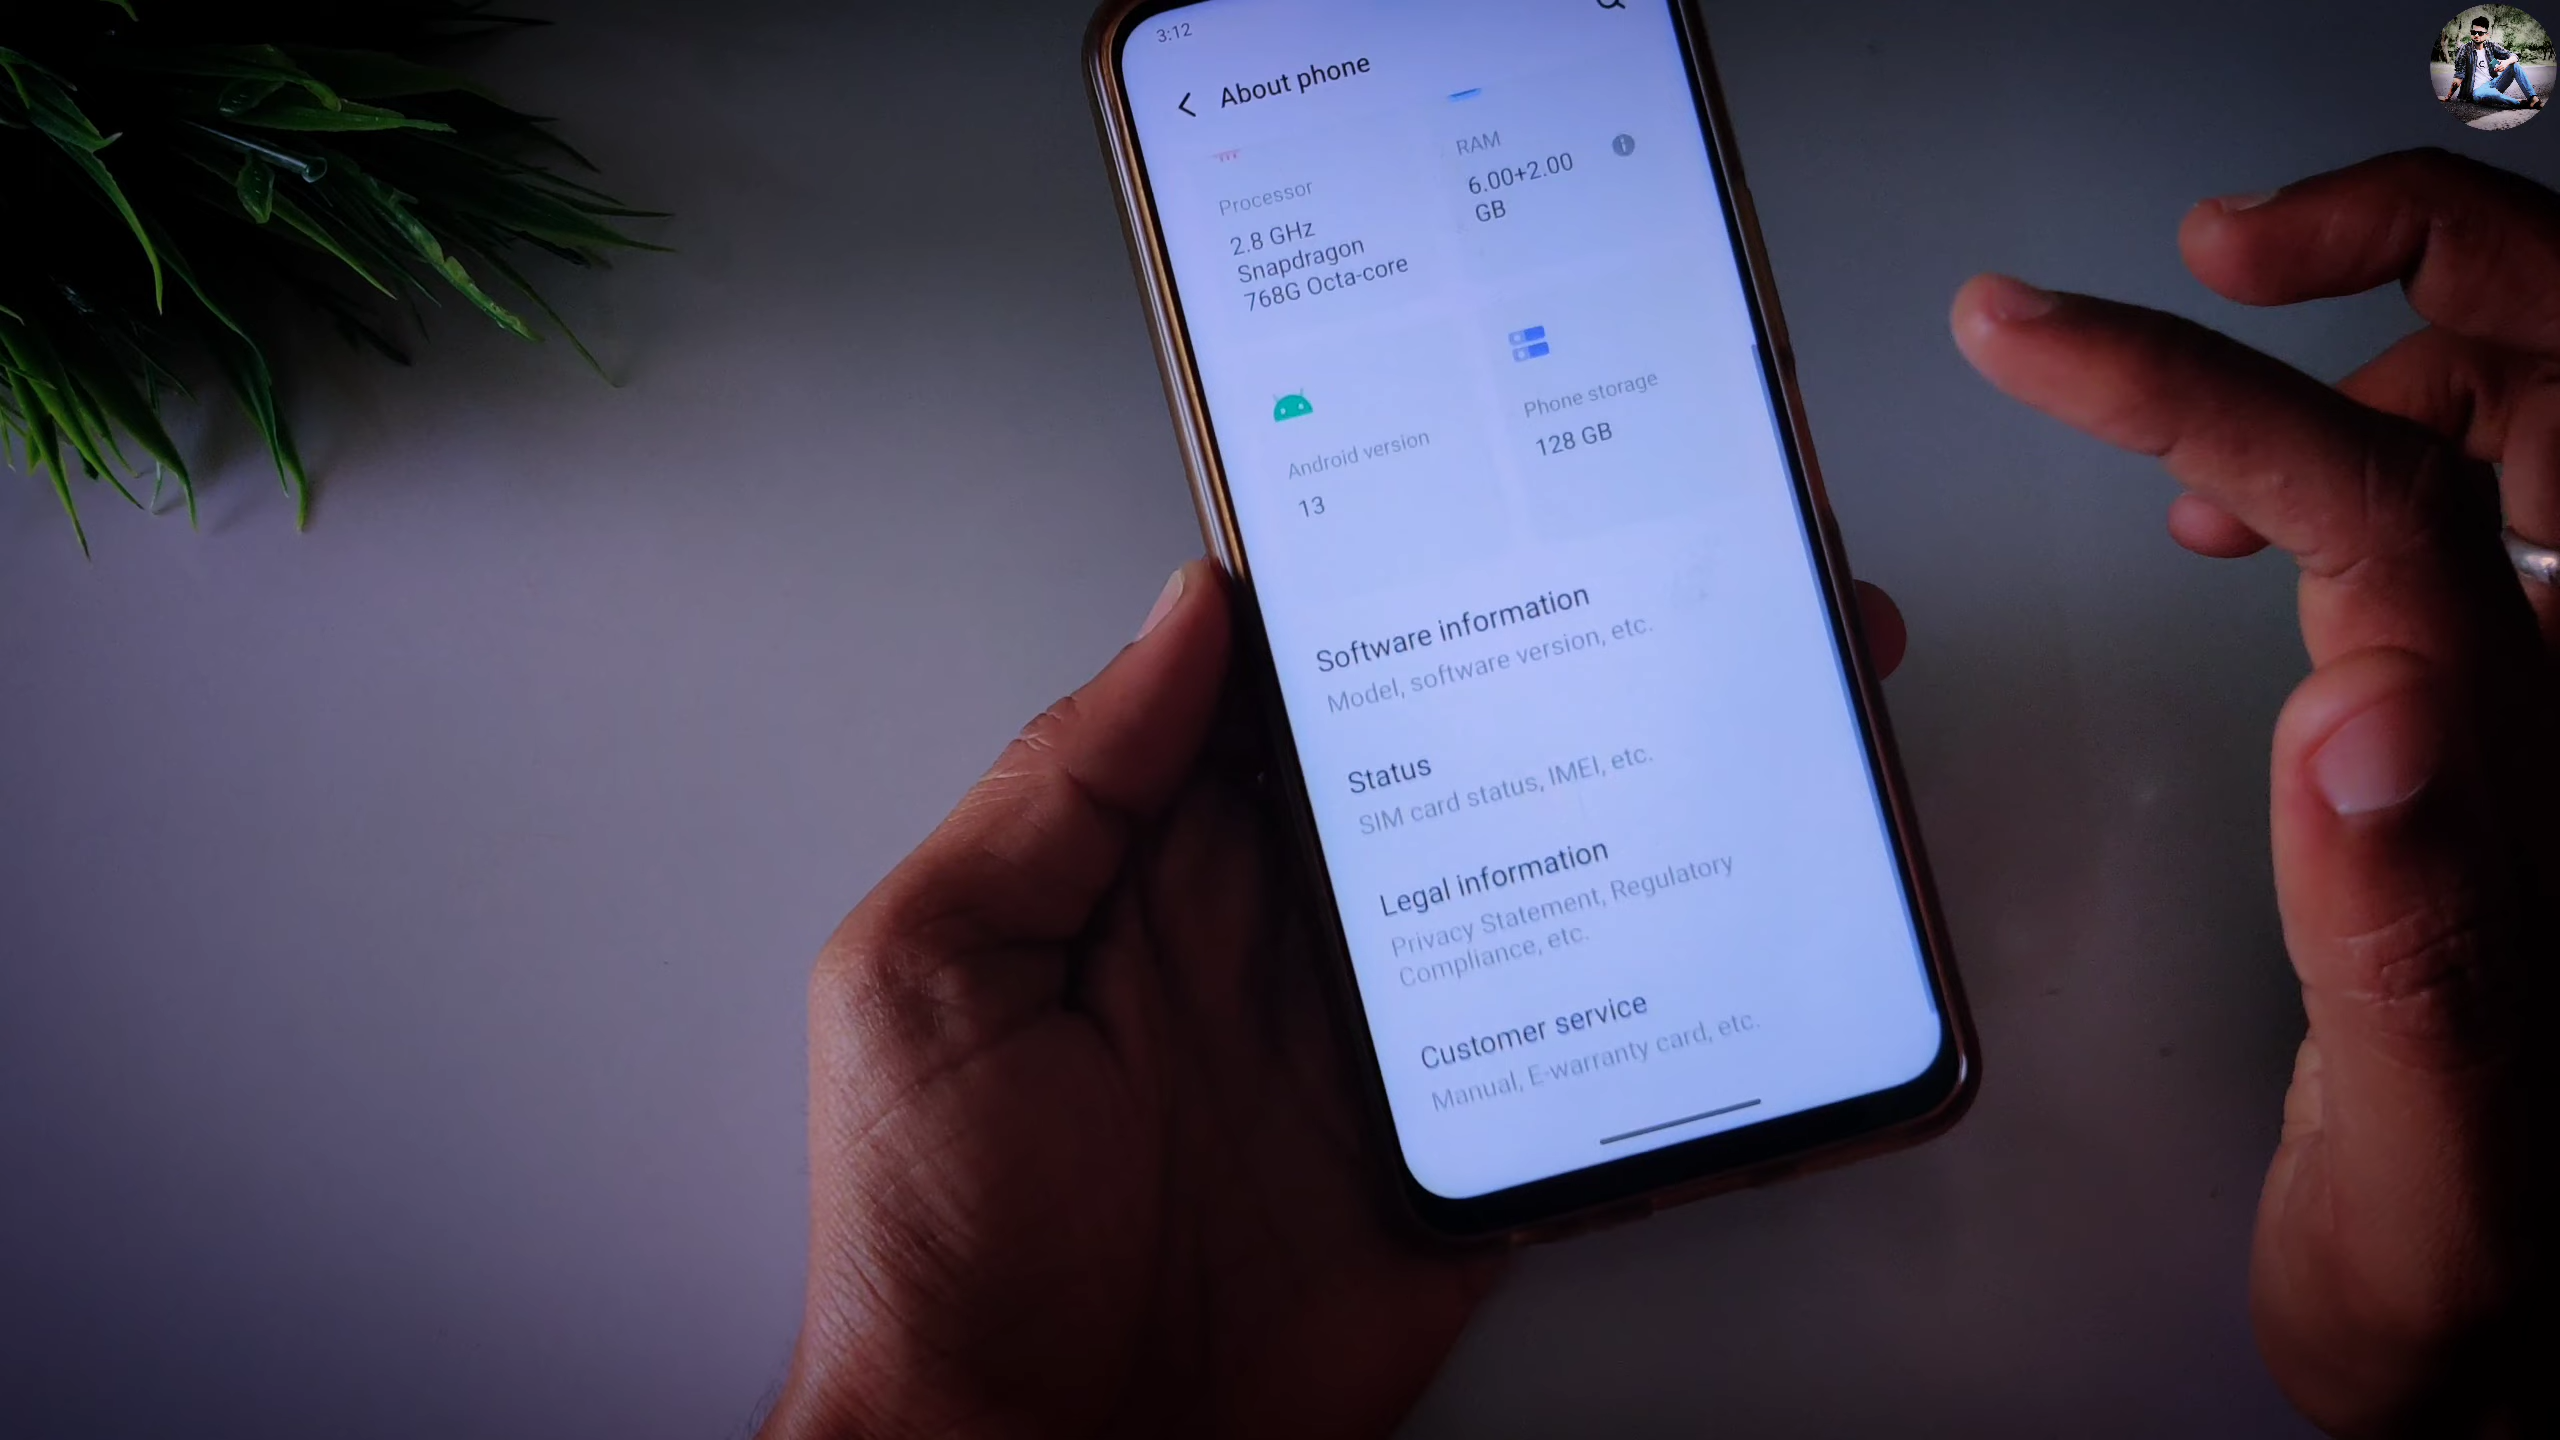 3:12
About phone
Processor
2.8 GHz
Snapdragon
768G Octa-core
RAM
6.00+2.00
GB
Android version
13
Phone storage
128 GB
Software information
Model, software version, etc.
Status
SIM card status, IMEI, etc.
Legal information
Privacy Statement, Regulatory
Compliance, etc.
Customer service
Manual, E-warranty card, etc.